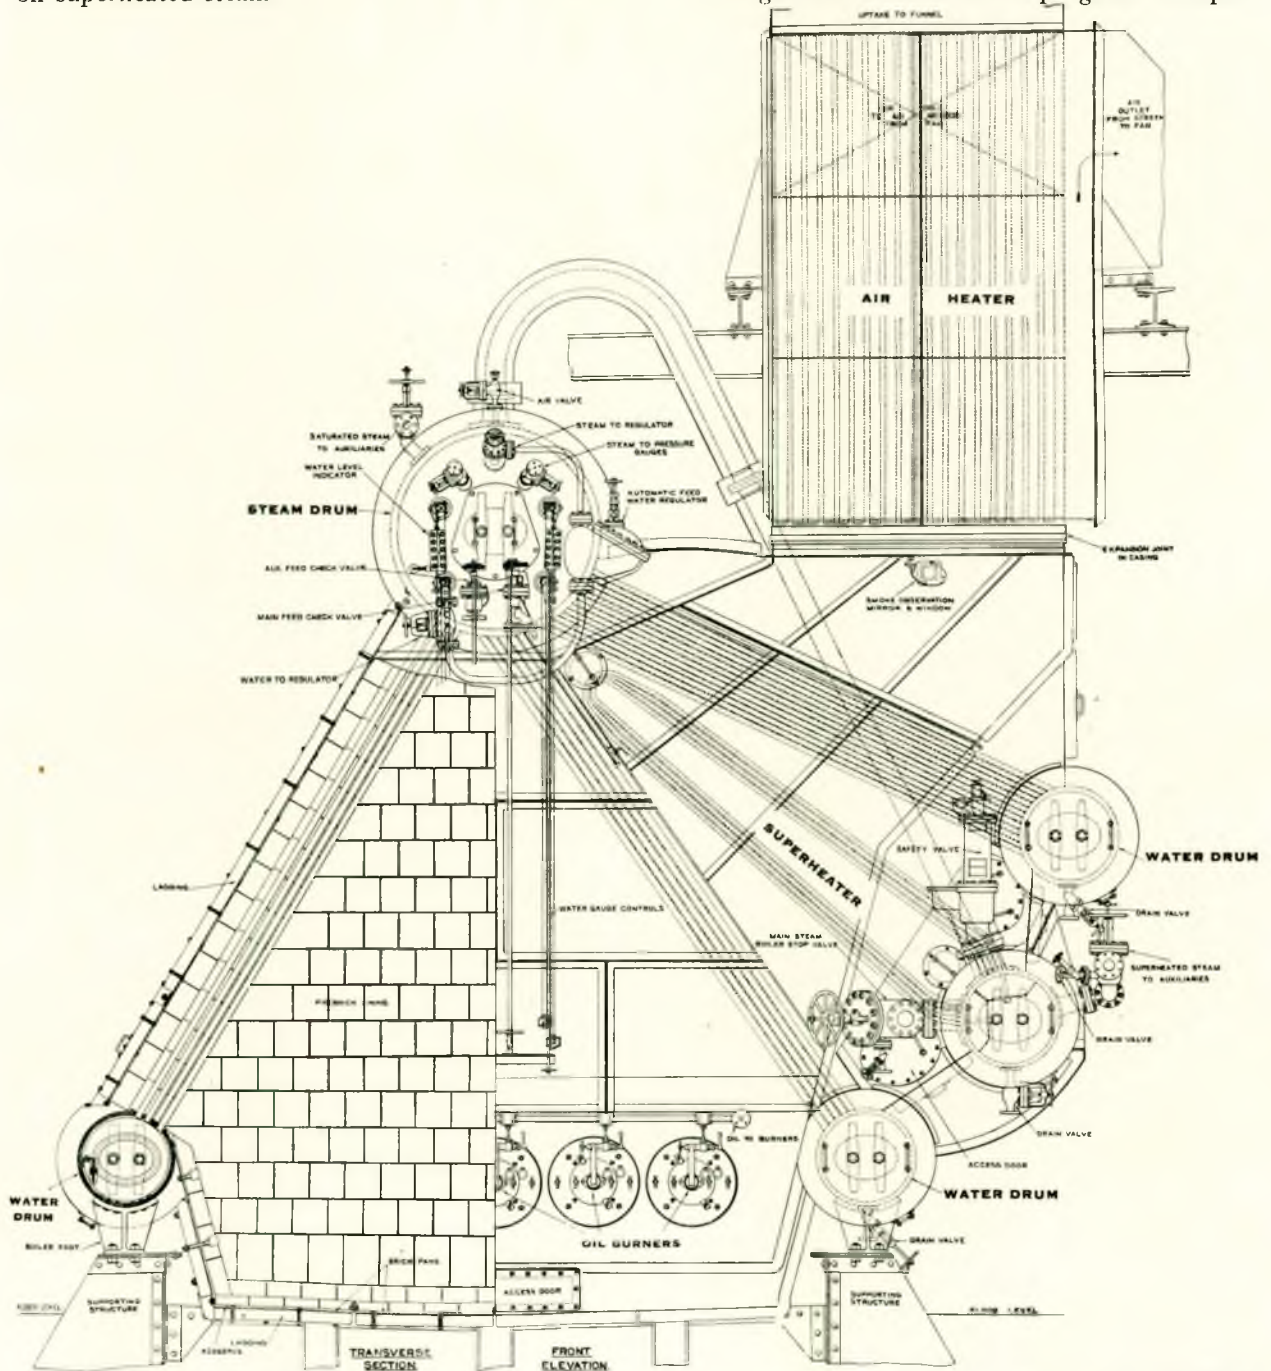 on superheated steam.
UPTAKE TO FUNNEL
AIR
OUTLET
TO FAN
AIR HEATER
AIR VALVE
STEAM TO REGULATOR
SATURATED STEAM
TO AUXILIARIES
STEAM TO PRESSURE
GAUGES
WATER LEVEL
INDICATOR
AUTOMATIC FEED
WATER REGULATOR
STEAM DRUM
EXPANSION JOINT
IN CASING
AUX. FEED CHECK VALVE
SMOKE OBSERVATION
MIRROR & WINDOW
MAIN FEED CHECK VALVE
WATER TO REGULATOR
SUPERHEATER
SAFETY VALVE
WATER DRUM
LAGGING
WATER GAUGE CONTROLS
DRAIN VALVE
MAIN STEAM
BOILER STOP VALVE
SUPERHEATED STEAM
TO AUXILIARIES
FIREBRICK LINING
DRAIN VALVE
OIL TO BURNERS
DRAIN VALVE
ACCESS DOOR
WATER
DRUM
WATER DRUM
OIL BURNERS
BOILER FOOT
DRAIN VALVE
BRICK PANS
ACCESS DOOR
SUPPORTING
STRUCTURE
SUPPORTING
STRUCTURE
FLOOR LEVEL
LAGGING
ASBESTOS
TRANSVERSE
SECTION
FRONT
ELEVATION